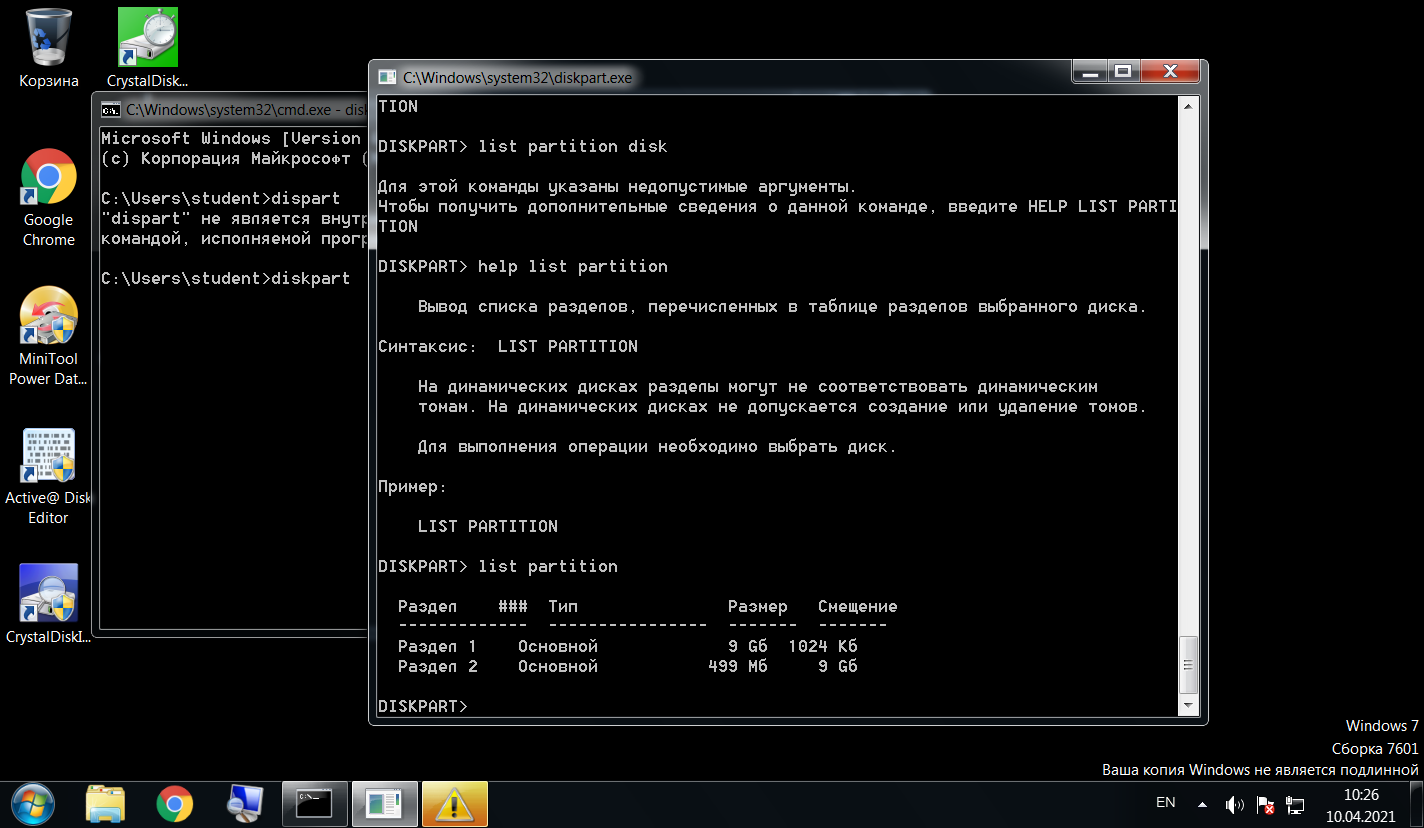 Корзина
CrystalDisk...
Google
Chrome
MiniTool
Power Dat...
Active@ Disk
Editor
CrystalDiskI...
C:\Windows\system32\cmd.exe - dis
Microsoft Windows [Version
(c) Корпорация Майкрософт (
C:\Users\student>dispart
"dispart" не является внутр
командой, исполняемой прогр
C:\Users\student>diskpart
C:\Windows\system32\diskpart.exe
TION
DISKPART> list partition disk
Для этой команды указаны недопустимые аргументы.
Чтобы получить дополнительные сведения о данной команде, введите HELP LIST PARTI
TION
DISKPART> help list partition
Вывод списка разделов, перечисленных в таблице разделов выбранного диска.
Синтаксис:  LIST PARTITION
На динамических дисках разделы могут не соответствовать динамическим
томам. На динамических дисках не допускается создание или удаление томов.
Для выполнения операции необходимо выбрать диск.
Пример:
LIST PARTITION
DISKPART> list partition
Раздел    ###  Тип               Размер   Смещение
-------------  ----------------  -------  -------
Раздел 1    Основной             9 Gб  1024 Кб
Раздел 2    Основной           499 Mб     9 Gб
DISKPART>
Windows 7
Сборка 7601
Ваша копия Windows не является подлинной
EN
10:26
10.04.2021